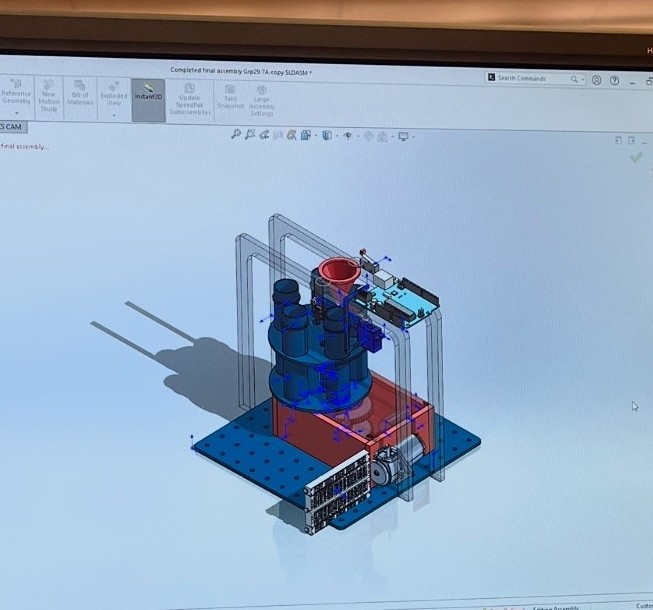 Completed final assembly Grp29 7A.copy.SLDASM *
Search Commands
Reference Geometry
New Motion Study
Bill of Materials
Exploded View
Instant3D
Update SpeedPak Subassemblies
Take Snapshot
Large Assembly Settings
S CAM
final assembly...
Editing Assembly
Custo